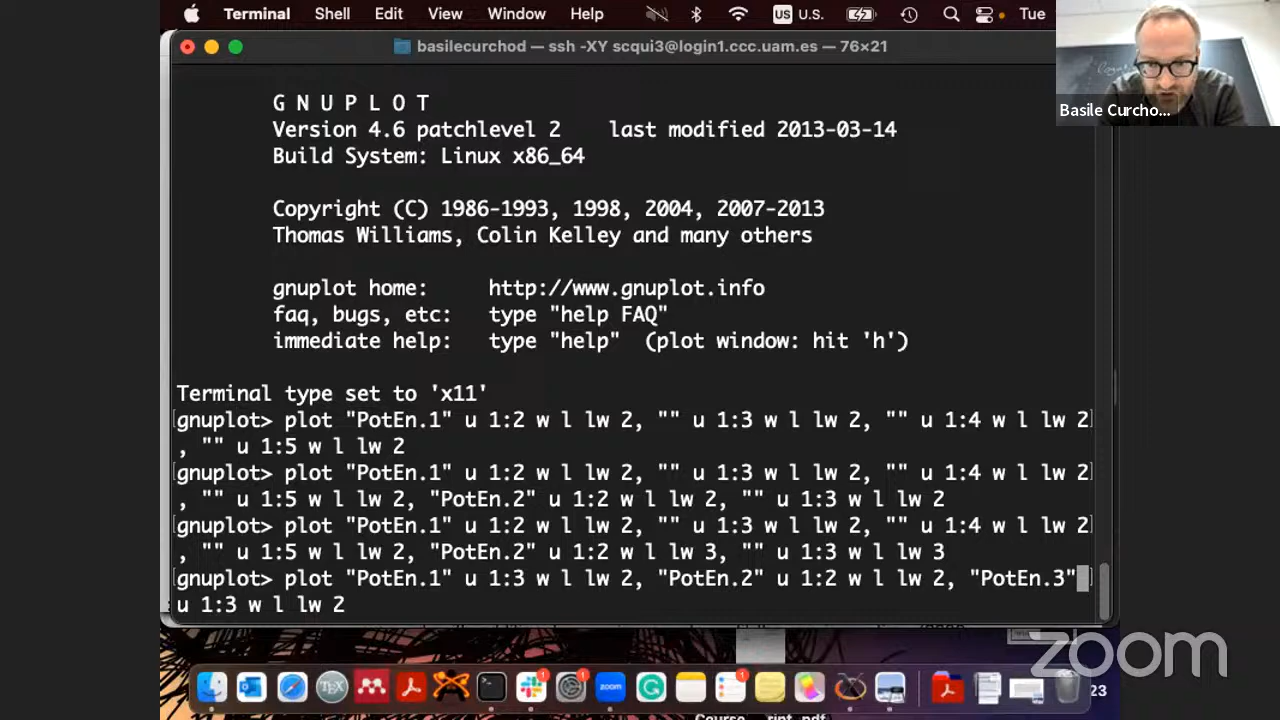 Terminal Shell Edit View Window Help US U.S. Tue
basilecurchod — ssh -XY scqui3@login1.ccc.uam.es — 76×21
Basile Curcho...
G N U P L O T
Version 4.6 patchlevel 2 last modified 2013-03-14
Build System: Linux x86_64
Copyright (C) 1986-1993, 1998, 2004, 2007-2013
Thomas Williams, Colin Kelley and many others
gnuplot home: http://www.gnuplot.info
faq, bugs, etc: type "help FAQ"
immediate help: type "help" (plot window: hit 'h')
Terminal type set to 'x11'
gnuplot> plot "PotEn.1" u 1:2 w l lw 2, "" u 1:3 w l lw 2, "" u 1:4 w l lw 2
, "" u 1:5 w l lw 2
gnuplot> plot "PotEn.1" u 1:2 w l lw 2, "" u 1:3 w l lw 2, "" u 1:4 w l lw 2
, "" u 1:5 w l lw 2, "PotEn.2" u 1:2 w l lw 2, "" u 1:3 w l lw 2
gnuplot> plot "PotEn.1" u 1:2 w l lw 2, "" u 1:3 w l lw 2, "" u 1:4 w l lw 2
, "" u 1:5 w l lw 2, "PotEn.2" u 1:2 w l lw 3, "" u 1:3 w l lw 3
gnuplot> plot "PotEn.1" u 1:3 w l lw 2, "PotEn.2" u 1:2 w l lw 2, "PotEn.3"
u 1:3 w l lw 2
zoom
TEX
zoom
23